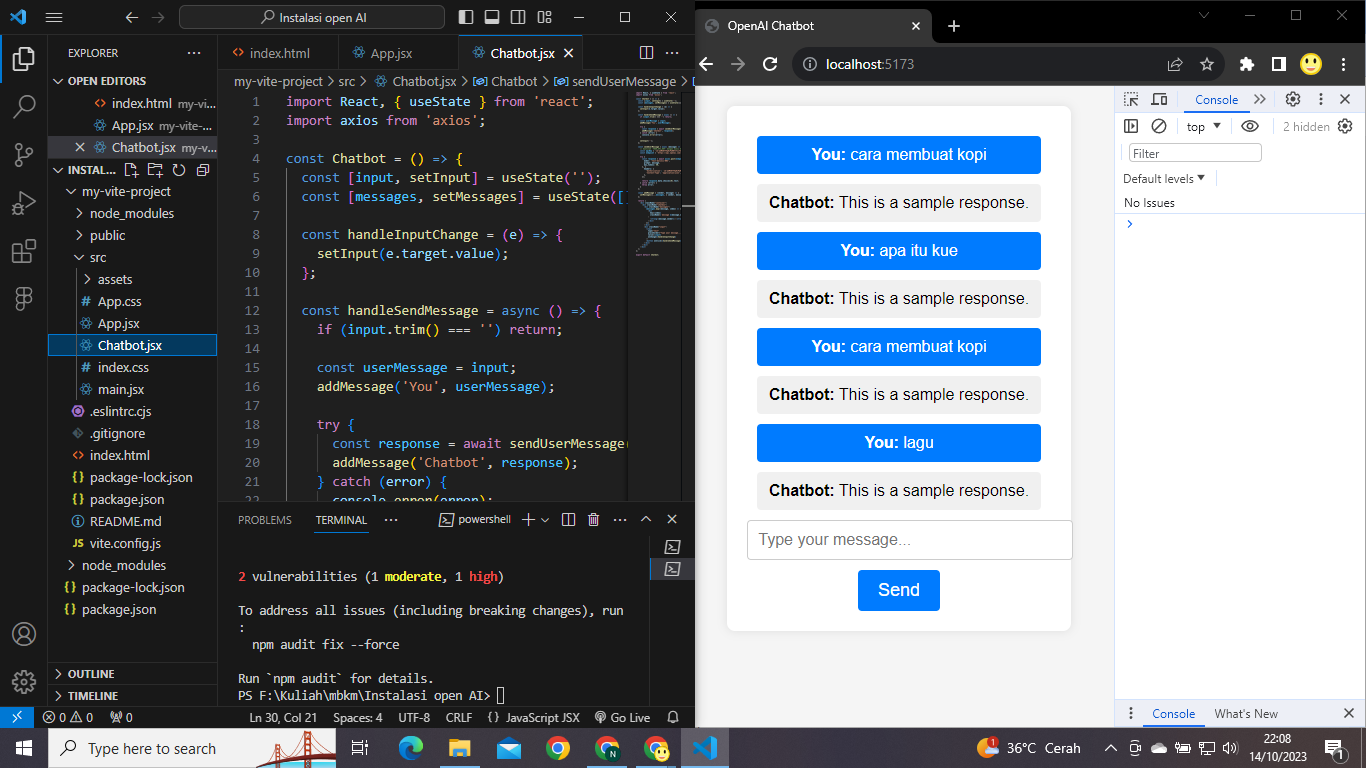 Instalasi open AI
EXPLORER
OPEN EDITORS
index.html my-vi...
App.jsx my-vite-...
Chatbot.jsx my-v...
INSTAL...
my-vite-project
node_modules
public
src
assets
App.css
App.jsx
Chatbot.jsx
index.css
main.jsx
.eslintrc.cjs
.gitignore
index.html
package-lock.json
package.json
README.md
vite.config.js
node_modules
package-lock.json
package.json
OUTLINE
TIMELINE
index.html App.jsx Chatbot.jsx
my-vite-project > src > Chatbot.jsx > Chatbot > sendUserMessage >
1 import React, { useState } from 'react';
2 import axios from 'axios';
3
4 const Chatbot = () => {
5 const [input, setInput] = useState('');
6 const [messages, setMessages] = useState([
7
8 const handleInputChange = (e) => {
9 setInput(e.target.value);
10 };
11
12 const handleSendMessage = async () => {
13 if (input.trim() === '') return;
14
15 const userMessage = input;
16 addMessage('You', userMessage);
17
18 try {
19 const response = await sendUserMessage(
20 addMessage('Chatbot', response);
21 } catch (error) {
22 console.error(error);
PROBLEMS TERMINAL ... powershell
2 vulnerabilities (1 moderate, 1 high)
To address all issues (including breaking changes), run
:
npm audit fix --force
Run `npm audit` for details.
PS F:\Kuliah\mbkm\Instalasi open AI>
0 0 0 Ln 30, Col 21 Spaces: 4 UTF-8 CRLF {} JavaScript JSX Go Live
OpenAI Chatbot
localhost:5173
You: cara membuat kopi
Chatbot: This is a sample response.
You: apa itu kue
Chatbot: This is a sample response.
You: cara membuat kopi
Chatbot: This is a sample response.
You: lagu
Chatbot: This is a sample response.
Type your message...
Send
Console
top 2 hidden
Filter
Default levels
No Issues
Console What's New
Type here to search
1 36°C Cerah
N
22:08
14/10/2023
1